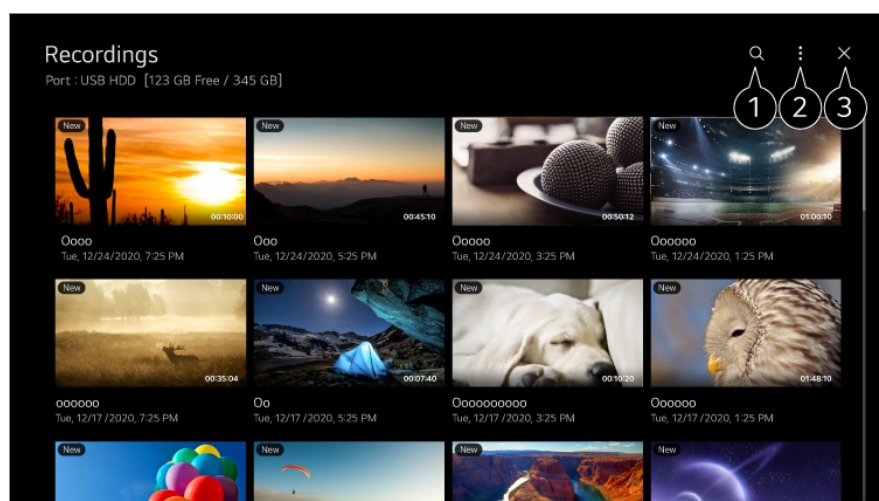 Recordings
Port : USB HDD [123 GB Free / 345 GB]
1 2 3
New New New New
00:10:00 00:45:10 00:50:12 01:00:10
Oooo Ooo Ooooo Oooooo
Tue, 12/24/2020, 7:25 PM Tue, 12/24/2020, 5:25 PM Tue, 12/24/2020, 3:25 PM Tue, 12/24/2020, 1:25 PM
New New New New
00:35:04 00:07:40 00:10:20 01:48:10
oooooo Oo Oooooooooo Oooooo
Tue, 12/17 /2020, 7:25 PM Tue, 12/17 /2020, 5:25 PM Tue, 12/17 /2020, 3:25 PM Tue, 12/17 /2020, 1:25 PM
New New New New